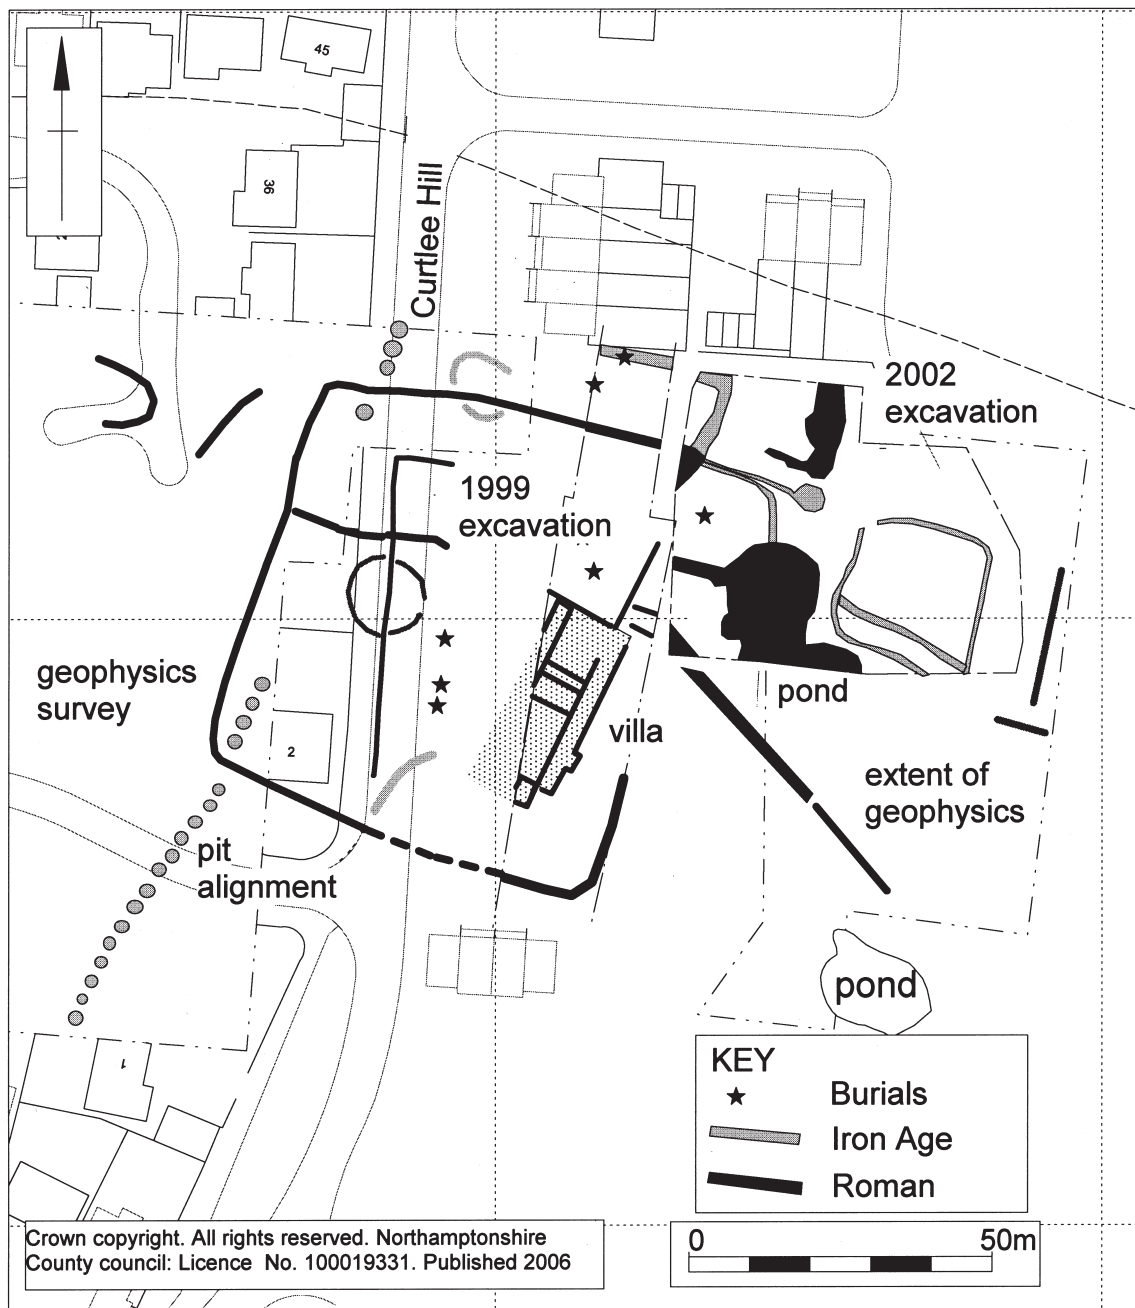 45
36
Curtlee Hill
2002
excavation
1999
excavation
geophysics
survey
pond
villa
2
extent of
geophysics
pit
alignment
pond
1
KEY
Burials
Iron Age
Roman
Crown copyright. All rights reserved. Northamptonshire
County council: Licence No. 100019331. Published 2006
0 50m